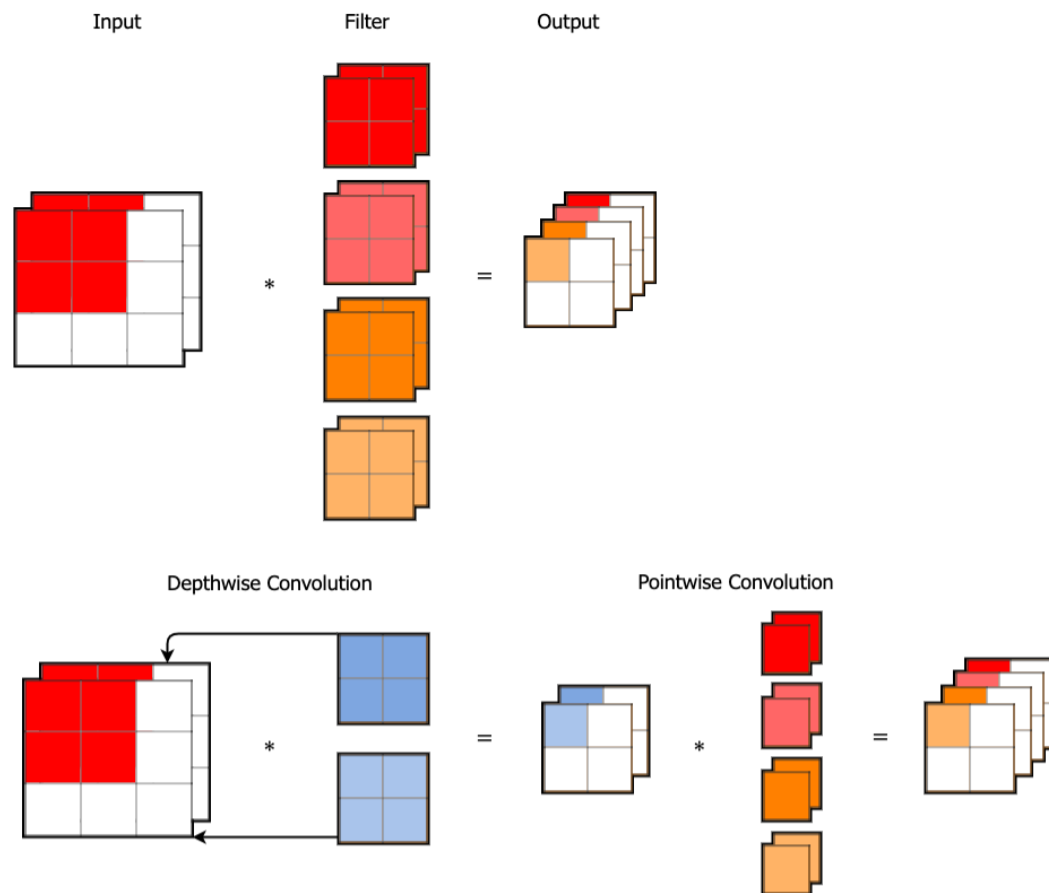 Input
Filter
Output
*
=
Depthwise Convolution
Pointwise Convolution
*
=
*
=